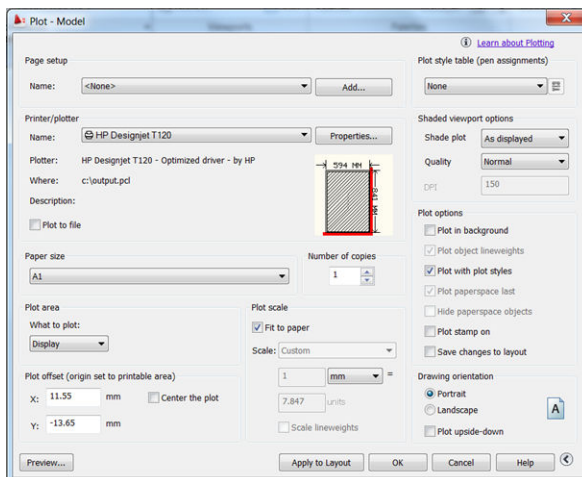 Plot - Model
Learn about Plotting
Page setup
Name: <None> Add...
Plot style table (pen assignments)
None
Printer/plotter
Name: HP Designjet T120 Properties...
Plotter: HP Designjet T120 - Optimized driver - by HP
Where: c:\output.pcl
Description:
Plot to file
594 MM
841 MM
Shaded viewport options
Shade plot As displayed
Quality Normal
DPI 150
Paper size
A1
Number of copies
1
Plot options
Plot in background
Plot object lineweights
Plot with plot styles
Plot paperspace last
Hide paperspace objects
Plot stamp on
Save changes to layout
Plot area
What to plot:
Display
Plot scale
Fit to paper
Scale: Custom
1 mm =
7.847 units
Scale lineweights
Plot offset (origin set to printable area)
X: 11.55 mm Center the plot
Y: -13.65 mm
Drawing orientation
Portrait
Landscape
Plot upside-down
A
Preview... Apply to Layout OK Cancel Help